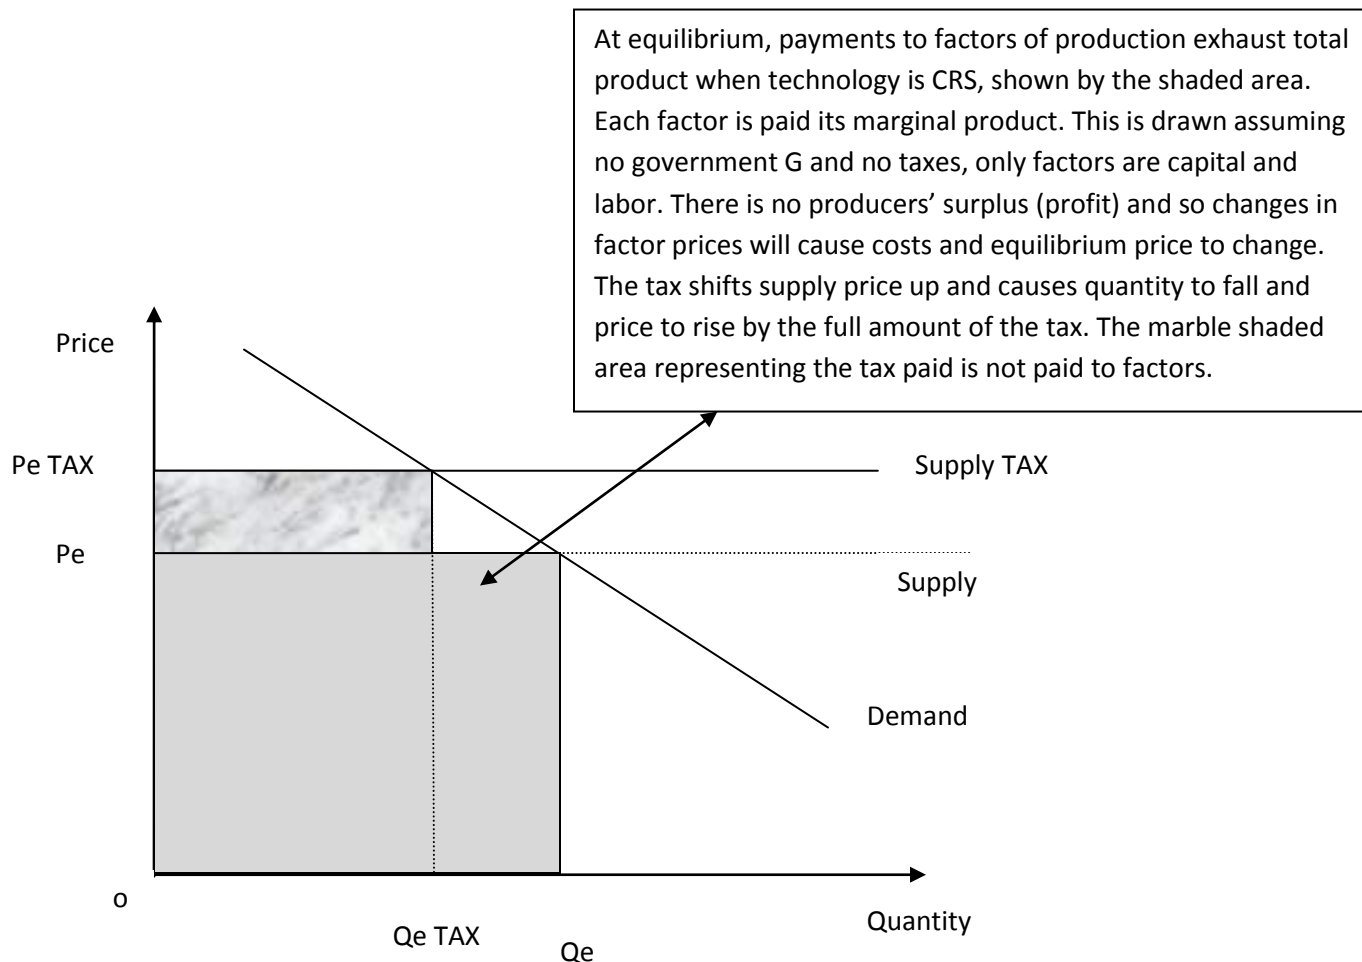 At equilibrium, payments to factors of production exhaust total
product when technology is CRS, shown by the shaded area.
Each factor is paid its marginal product. This is drawn assuming
no government G and no taxes, only factors are capital and
labor. There is no producers’ surplus (profit) and so changes in
factor prices will cause costs and equilibrium price to change.
The tax shifts supply price up and causes quantity to fall and
price to rise by the full amount of the tax. The marble shaded
area representing the tax paid is not paid to factors.
Price
Pe TAX
Supply TAX
Pe
Supply
Demand
o
Quantity
Qe TAX
Qe